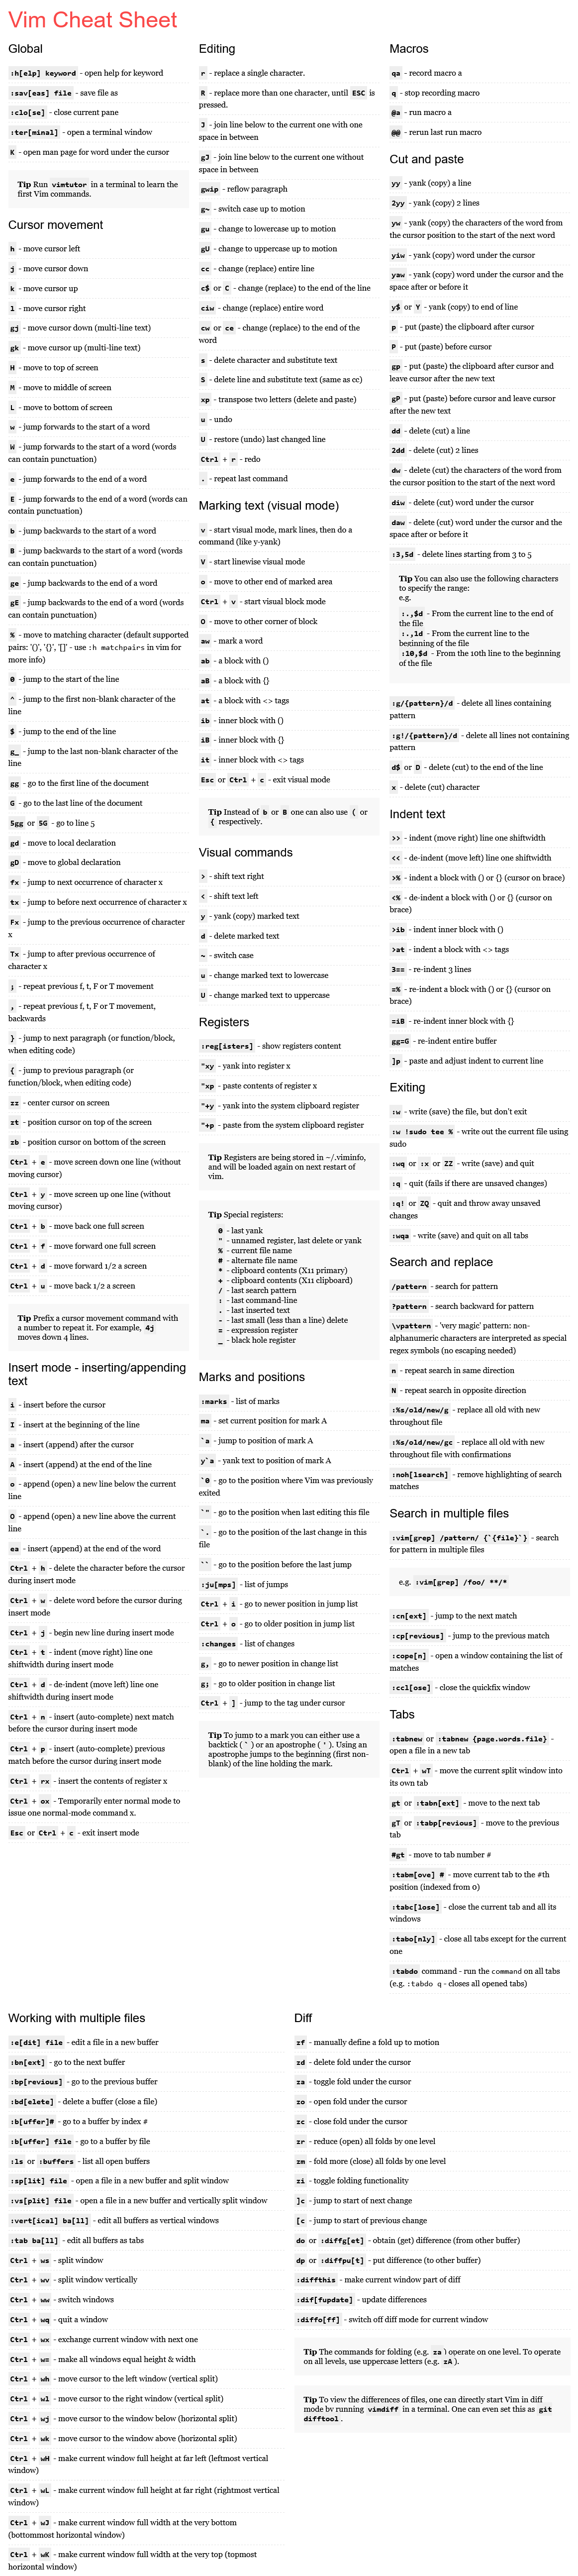 Vim Cheat Sheet
Global
:h[elp] keyword - open help for keyword
:sav[eas] file - save file as
:clo[se] - close current pane
:ter[minal] - open a terminal window
K - open man page for word under the cursor
Tip Run vimtutor in a terminal to learn the
first Vim commands.
Cursor movement
h - move cursor left
j - move cursor down
k - move cursor up
l - move cursor right
gj - move cursor down (multi-line text)
gk - move cursor up (multi-line text)
H - move to top of screen
M - move to middle of screen
L - move to bottom of screen
w - jump forwards to the start of a word
W - jump forwards to the start of a word (words
can contain punctuation)
e - jump forwards to the end of a word
E - jump forwards to the end of a word (words can
contain punctuation)
b - jump backwards to the start of a word
B - jump backwards to the start of a word (words
can contain punctuation)
ge - jump backwards to the end of a word
gE - jump backwards to the end of a word (words
can contain punctuation)
% - move to matching character (default supported
pairs: '()', '{}', '[]' - use :h matchpairs in vim for
more info)
0 - jump to the start of the line
^ - jump to the first non-blank character of the
line
$ - jump to the end of the line
g_ - jump to the last non-blank character of the
line
gg - go to the first line of the document
G - go to the last line of the document
5gg or 5G - go to line 5
gd - move to local declaration
gD - move to global declaration
fx - jump to next occurrence of character x
tx - jump to before next occurrence of character x
Fx - jump to the previous occurrence of character
x
Tx - jump to after previous occurrence of
character x
; - repeat previous f, t, F or T movement
, - repeat previous f, t, F or T movement,
backwards
} - jump to next paragraph (or function/block,
when editing code)
{ - jump to previous paragraph (or
function/block, when editing code)
zz - center cursor on screen
zt - position cursor on top of the screen
zb - position cursor on bottom of the screen
Ctrl + e - move screen down one line (without
moving cursor)
Ctrl + y - move screen up one line (without
moving cursor)
Ctrl + b - move back one full screen
Ctrl + f - move forward one full screen
Ctrl + d - move forward 1/2 a screen
Ctrl + u - move back 1/2 a screen
Tip Prefix a cursor movement command with
a number to repeat it. For example, 4j
moves down 4 lines.
Insert mode - inserting/appending
text
i - insert before the cursor
I - insert at the beginning of the line
a - insert (append) after the cursor
A - insert (append) at the end of the line
o - append (open) a new line below the current
line
O - append (open) a new line above the current
line
ea - insert (append) at the end of the word
Ctrl + h - delete the character before the cursor
during insert mode
Ctrl + w - delete word before the cursor during
insert mode
Ctrl + j - begin new line during insert mode
Ctrl + t - indent (move right) line one
shiftwidth during insert mode
Ctrl + d - de-indent (move left) line one
shiftwidth during insert mode
Ctrl + n - insert (auto-complete) next match
before the cursor during insert mode
Ctrl + p - insert (auto-complete) previous
match before the cursor during insert mode
Ctrl + rx - insert the contents of register x
Ctrl + ox - Temporarily enter normal mode to
issue one normal-mode command x.
Esc or Ctrl + c - exit insert mode
Editing
r - replace a single character.
R - replace more than one character, until ESC is
pressed.
J - join line below to the current one with one
space in between
gJ - join line below to the current one without
space in between
gwip - reflow paragraph
g~ - switch case up to motion
gu - change to lowercase up to motion
gU - change to uppercase up to motion
cc - change (replace) entire line
c$ or C - change (replace) to the end of the line
ciw - change (replace) entire word
cw or ce - change (replace) to the end of the
word
s - delete character and substitute text
S - delete line and substitute text (same as cc)
xp - transpose two letters (delete and paste)
u - undo
U - restore (undo) last changed line
Ctrl + r - redo
. - repeat last command
Marking text (visual mode)
v - start visual mode, mark lines, then do a
command (like y-yank)
V - start linewise visual mode
o - move to other end of marked area
Ctrl + v - start visual block mode
O - move to other corner of block
aw - mark a word
ab - a block with ()
aB - a block with {}
at - a block with <> tags
ib - inner block with ()
iB - inner block with {}
it - inner block with <> tags
Esc or Ctrl + c - exit visual mode
Tip Instead of b or B one can also use ( or
{ respectively.
Visual commands
> - shift text right
< - shift text left
y - yank (copy) marked text
d - delete marked text
~ - switch case
u - change marked text to lowercase
U - change marked text to uppercase
Registers
:reg[isters] - show registers content
"xy - yank into register x
"xp - paste contents of register x
"+y - yank into the system clipboard register
"+p - paste from the system clipboard register
Tip Registers are being stored in ~/.viminfo,
and will be loaded again on next restart of
vim.
Tip Special registers:
0 - last yank
" - unnamed register, last delete or yank
% - current file name
# - alternate file name
* - clipboard contents (X11 primary)
+ - clipboard contents (X11 clipboard)
/ - last search pattern
: - last command-line
. - last inserted text
- - last small (less than a line) delete
= - expression register
_ - black hole register
Marks and positions
:marks - list of marks
ma - set current position for mark A
`a - jump to position of mark A
y`a - yank text to position of mark A
`0 - go to the position where Vim was previously
exited
`" - go to the position when last editing this file
`. - go to the position of the last change in this
file
`` - go to the position before the last jump
:ju[mps] - list of jumps
Ctrl + i - go to newer position in jump list
Ctrl + o - go to older position in jump list
:changes - list of changes
g, - go to newer position in change list
g; - go to older position in change list
Ctrl + ] - jump to the tag under cursor
Tip To jump to a mark you can either use a
backtick ( ` ) or an apostrophe ( ' ). Using an
apostrophe jumps to the beginning (first non-
blank) of the line holding the mark.
Macros
qa - record macro a
q - stop recording macro
@a - run macro a
@@ - rerun last run macro
Cut and paste
yy - yank (copy) a line
2yy - yank (copy) 2 lines
yw - yank (copy) the characters of the word from
the cursor position to the start of the next word
yiw - yank (copy) word under the cursor
yaw - yank (copy) word under the cursor and the
space after or before it
y$ or Y - yank (copy) to end of line
p - put (paste) the clipboard after cursor
P - put (paste) before cursor
gp - put (paste) the clipboard after cursor and
leave cursor after the new text
gP - put (paste) before cursor and leave cursor
after the new text
dd - delete (cut) a line
2dd - delete (cut) 2 lines
dw - delete (cut) the characters of the word from
the cursor position to the start of the next word
diw - delete (cut) word under the cursor
daw - delete (cut) word under the cursor and the
space after or before it
:3,5d - delete lines starting from 3 to 5
Tip You can also use the following characters
to specify the range:
e.g.
:.,$d - From the current line to the end of
the file
:.,1d - From the current line to the
beginning of the file
:10,$d - From the 10th line to the beginning
of the file
:g/{pattern}/d - delete all lines containing
pattern
:g!/{pattern}/d - delete all lines not containing
pattern
d$ or D - delete (cut) to the end of the line
x - delete (cut) character
Indent text
>> - indent (move right) line one shiftwidth
<< - de-indent (move left) line one shiftwidth
>% - indent a block with () or {} (cursor on brace)
<% - de-indent a block with () or {} (cursor on
brace)
>ib - indent inner block with ()
>at - indent a block with <> tags
3== - re-indent 3 lines
=% - re-indent a block with () or {} (cursor on
brace)
=iB - re-indent inner block with {}
gg=G - re-indent entire buffer
]p - paste and adjust indent to current line
Exiting
:w - write (save) the file, but don't exit
:w !sudo tee % - write out the current file using
sudo
:wq or :x or ZZ - write (save) and quit
:q - quit (fails if there are unsaved changes)
:q! or ZQ - quit and throw away unsaved
changes
:wqa - write (save) and quit on all tabs
Search and replace
/pattern - search for pattern
?pattern - search backward for pattern
\vpattern - 'very magic' pattern: non-
alphanumeric characters are interpreted as special
regex symbols (no escaping needed)
n - repeat search in same direction
N - repeat search in opposite direction
:%s/old/new/g - replace all old with new
throughout file
:%s/old/new/gc - replace all old with new
throughout file with confirmations
:noh[lsearch] - remove highlighting of search
matches
Search in multiple files
:vim[grep] /pattern/ {`{file}`} - search
for pattern in multiple files
e.g. :vim[grep] /foo/ **/*
:cn[ext] - jump to the next match
:cp[revious] - jump to the previous match
:cope[n] - open a window containing the list of
matches
:ccl[ose] - close the quickfix window
Tabs
:tabnew or :tabnew {page.words.file} -
open a file in a new tab
Ctrl + wT - move the current split window into
its own tab
gt or :tabn[ext] - move to the next tab
gT or :tabp[revious] - move to the previous
tab
#gt - move to tab number #
:tabm[ove] # - move current tab to the #th
position (indexed from 0)
:tabc[lose] - close the current tab and all its
windows
:tabo[nly] - close all tabs except for the current
one
:tabdo command - run the command on all tabs
(e.g. :tabdo q - closes all opened tabs)
Working with multiple files
:e[dit] file - edit a file in a new buffer
:bn[ext] - go to the next buffer
:bp[revious] - go to the previous buffer
:bd[elete] - delete a buffer (close a file)
:b[uffer]# - go to a buffer by index #
:b[uffer] file - go to a buffer by file
:ls or :buffers - list all open buffers
:sp[lit] file - open a file in a new buffer and split window
:vs[plit] file - open a file in a new buffer and vertically split window
:vert[ical] ba[ll] - edit all buffers as vertical windows
:tab ba[ll] - edit all buffers as tabs
Ctrl + ws - split window
Ctrl + wv - split window vertically
Ctrl + ww - switch windows
Ctrl + wq - quit a window
Ctrl + wx - exchange current window with next one
Ctrl + w= - make all windows equal height & width
Ctrl + wh - move cursor to the left window (vertical split)
Ctrl + wl - move cursor to the right window (vertical split)
Ctrl + wj - move cursor to the window below (horizontal split)
Ctrl + wk - move cursor to the window above (horizontal split)
Ctrl + wH - make current window full height at far left (leftmost vertical
window)
Ctrl + wL - make current window full height at far right (rightmost vertical
window)
Ctrl + wJ - make current window full width at the very bottom
(bottommost horizontal window)
Ctrl + wK - make current window full width at the very top (topmost
horizontal window)
Diff
zf - manually define a fold up to motion
zd - delete fold under the cursor
za - toggle fold under the cursor
zo - open fold under the cursor
zc - close fold under the cursor
zr - reduce (open) all folds by one level
zm - fold more (close) all folds by one level
zi - toggle folding functionality
]c - jump to start of next change
[c - jump to start of previous change
do or :diffg[et] - obtain (get) difference (from other buffer)
dp or :diffpu[t] - put difference (to other buffer)
:diffthis - make current window part of diff
:dif[fupdate] - update differences
:diffo[ff] - switch off diff mode for current window
Tip The commands for folding (e.g. za ) operate on one level. To operate
on all levels, use uppercase letters (e.g. zA ).
Tip To view the differences of files, one can directly start Vim in diff
mode by running vimdiff in a terminal. One can even set this as git
difftool .